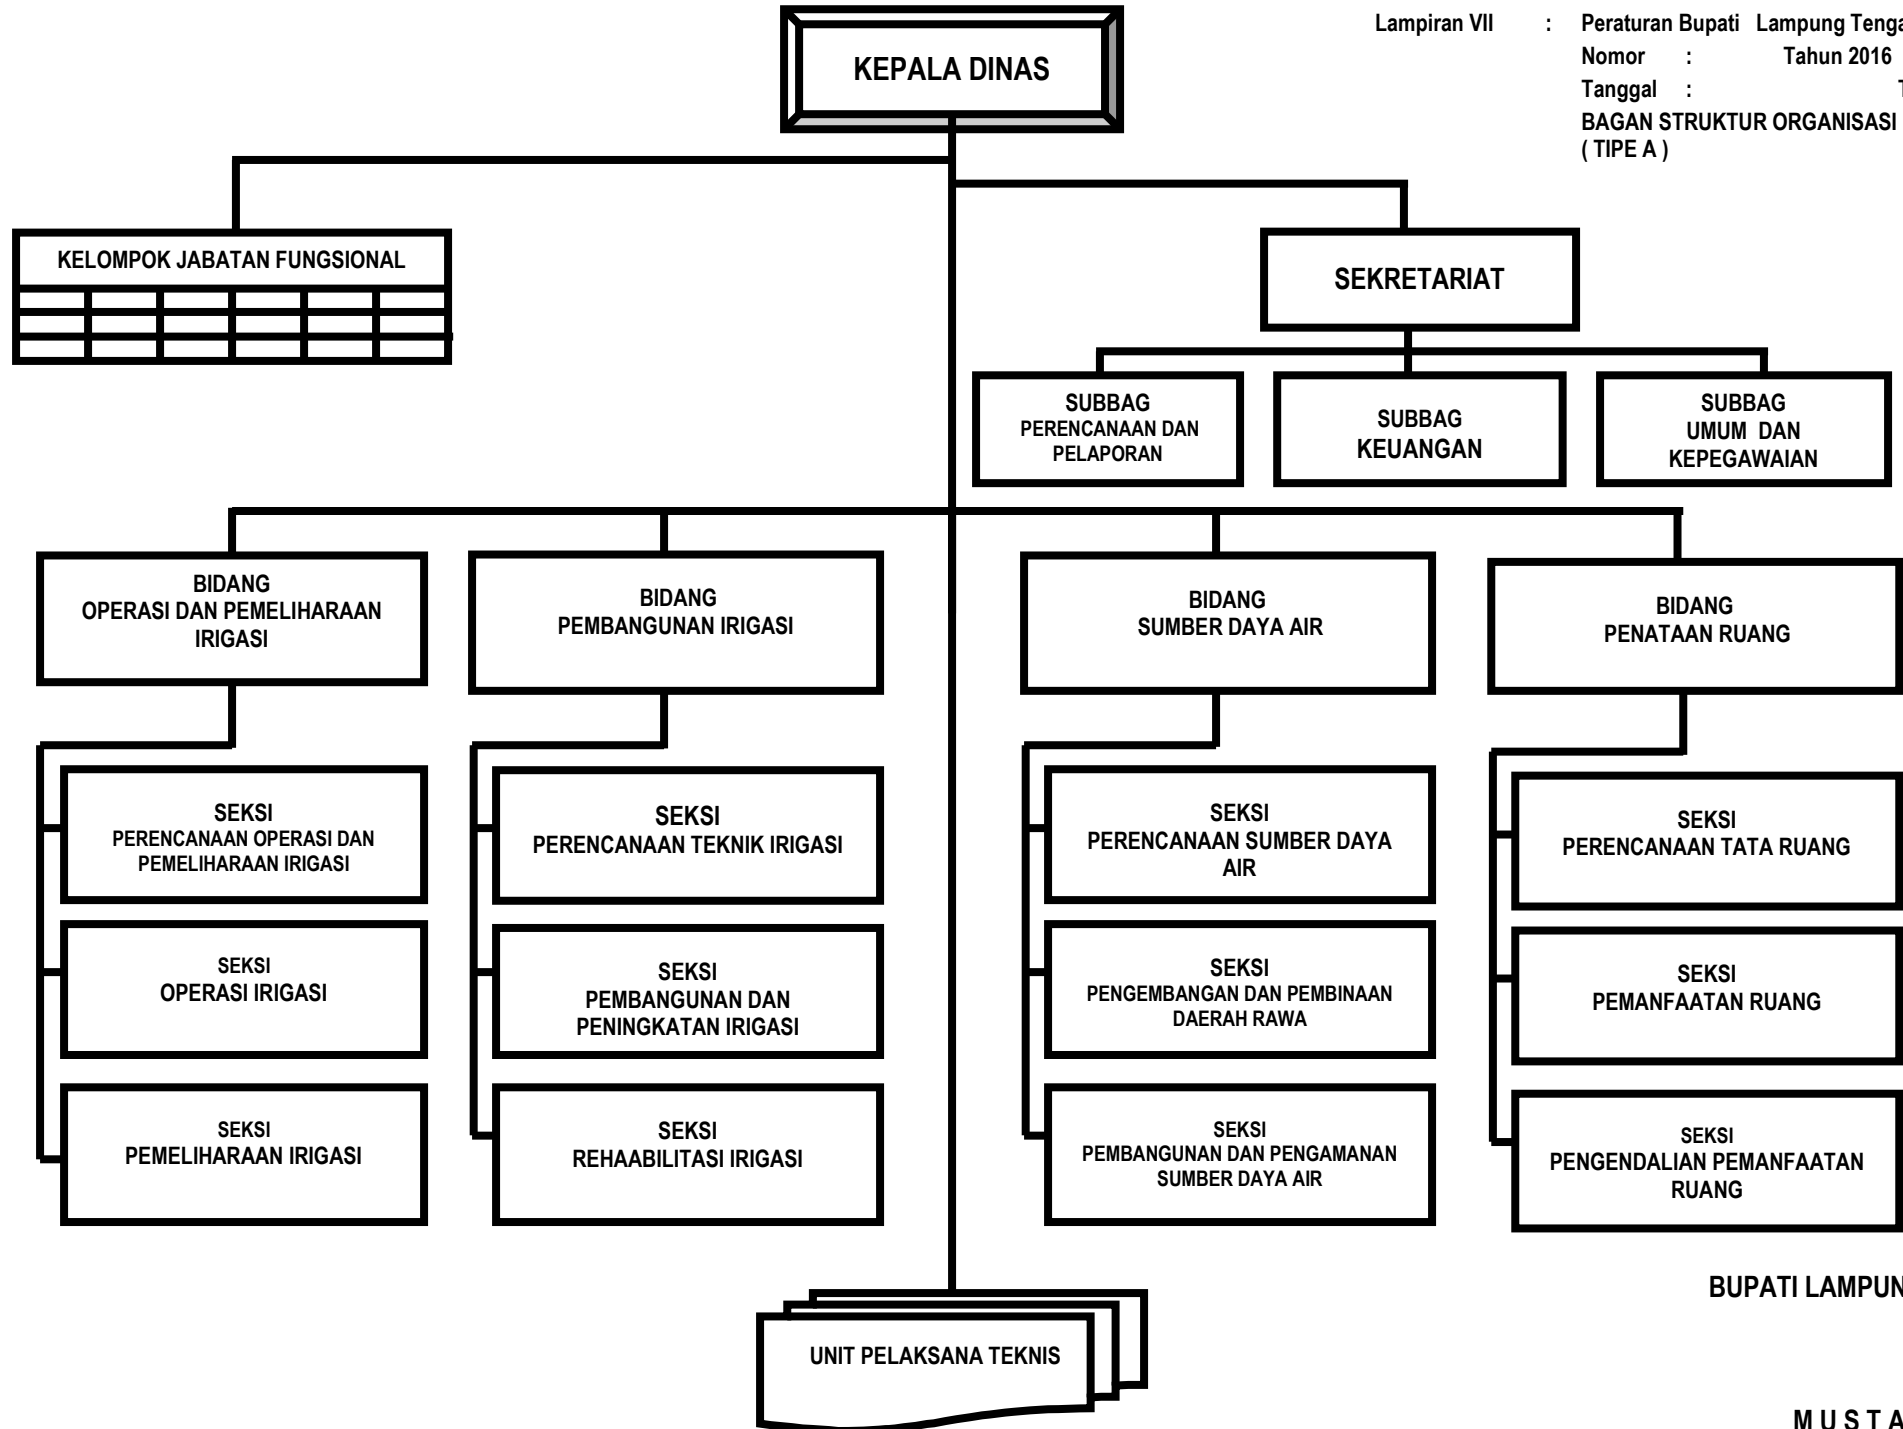 Lampiran VII : Peraturan Bupati Lampung
Nomor : Tahun 2016
Tanggal :
BAGAN STRUKTUR ORGANISASI
( TIPE A )
KEPALA DINAS
KELOMPOK JABATAN FUNGSIONAL
SEKRETARIAT
SUBBAG
PERENCANAAN DAN
PELAPORAN
SUBBAG
KEUANGAN
SUBBAG
UMUM DAN
KEPEGAWAIAN
BIDANG
OPERASI DAN PEMELIHARAAN
IRIGASI
BIDANG
PEMBANGUNAN IRIGASI
BIDANG
SUMBER DAYA AIR
BIDANG
PENATAAN RUANG
SEKSI
PERENCANAAN OPERASI DAN
PEMELIHARAAN IRIGASI
SEKSI
PERENCANAAN TEKNIK IRIGASI
SEKSI
PERENCANAAN SUMBER DAYA
AIR
SEKSI
PERENCANAAN TATA RUANG
SEKSI
OPERASI IRIGASI
SEKSI
PEMBANGUNAN DAN
PENINGKATAN IRIGASI
SEKSI
PENGEMBANGAN DAN PEMBINAAN
DAERAH RAWA
SEKSI
PEMANFAATAN RUANG
SEKSI
PEMELIHARAAN IRIGASI
SEKSI
REHAABILITASI IRIGASI
SEKSI
PEMBANGUNAN DAN PENGAMANAN
SUMBER DAYA AIR
SEKSI
PENGENDALIAN PEMANFAATAN
RUANG
UNIT PELAKSANA TEKNIS
BUPATI